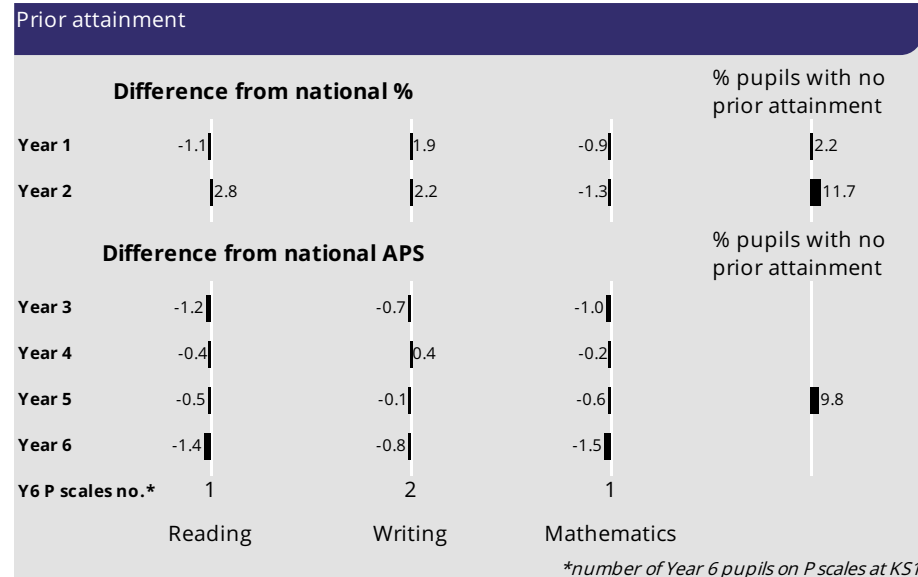 Prior attainment
Difference from national %
% pupils with no
prior attainment
Year 1 -1.1 1.9 -0.9 2.2
Year 2 2.8 2.2 -1.3 11.7
Difference from national APS
% pupils with no
prior attainment
Year 3 -1.2 -0.7 -1.0
Year 4 -0.4 0.4 -0.2
Year 5 -0.5 -0.1 -0.6 9.8
Year 6 -1.4 -0.8 -1.5
Y6 P scales no.* 1 2 1
Reading Writing Mathematics
*number of Year 6 pupils on P scales at KS1